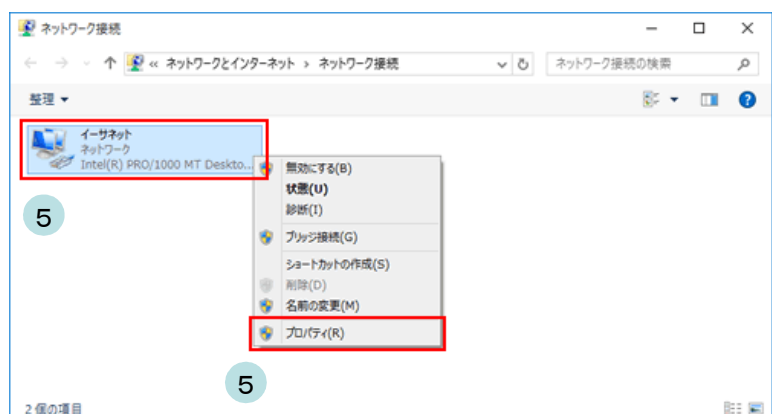 ネットワーク接続
« ネットワークとインターネット › ネットワーク接続
ネットワーク接続の検索
整理
イーサネット
ネットワーク
Intel(R) PRO/1000 MT Deskto...
無効にする(B)
状態(U)
診断(I)
ブリッジ接続(G)
ショートカットの作成(S)
削除(D)
名前の変更(M)
プロパティ(R)
5
5
2 個の項目